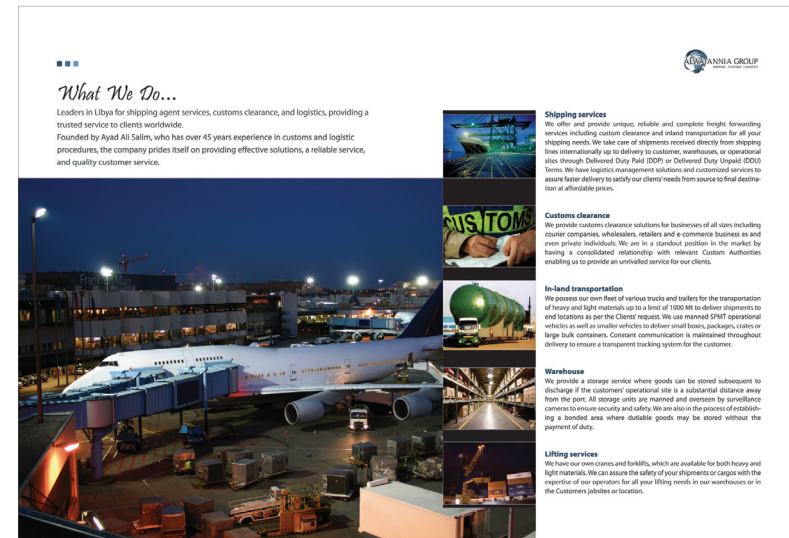 ALWAJANNIA GROUP
SHIPPING CUSTOMS LOGISTICS
What We Do...
Leaders in Libya for shipping agent services, customs clearance, and logistics, providing a
trusted service to clients worldwide.
Founded by Ayad Ali Salim, who has over 45 years experience in customs and logistic
procedures, the company prides itself on providing effective solutions, a reliable service,
and quality customer service.
Frankfurt Main
CUSTOMS
Shipping services
We offer and provide unique, reliable and complete freight forwarding
services including custom clearance and inland transportation for all your
shipping needs. We take care of shipments received directly from shipping
lines internationally up to delivery to customer, warehouses, or operational
sites through Delivered Duty Paid (DDP) or Delivered Duty Unpaid (DDU)
Terms. We have logistics management solutions and customized services to
assure faster delivery to satisfy our clients' needs from source to final destina-
tion at affordable prices.
Customs clearance
We provide customs clearance solutions for businesses of all sizes including
courier companies, wholesalers, retailers and e-commerce business es and
even private individuals. We are in a standout position in the market by
having a consolidated relationship with relevant Custom Authorities
enabling us to provide an unrivalled service for our clients.
In-land transportation
We possess our own fleet of various trucks and trailers for the transportation
of heavy and light materials up to a limit of 1000 Mt to deliver shipments to
end locations as per the Clients' request. We use manned SPMT operational
vehicles as well as smaller vehicles to deliver small boxes, packages, crates or
large bulk containers. Constant communication is maintained throughout
delivery to ensure a transparent tracking system for the customer.
Warehouse
We provide a storage service where goods can be stored subsequent to
discharge if the customers' operational site is a substantial distance away
from the port. All storage units are manned and overseen by surveillance
cameras to ensure security and safety. We are also in the process of establish-
ing a bonded area where dutiable goods may be stored without the
payment of duty.
Lifting services
We have our own cranes and forklifts, which are available for both heavy and
light materials. We can assure the safety of your shipments or cargos with the
expertise of our operators for all your lifting needs in our warehouses or in
the Customers jobsites or location.